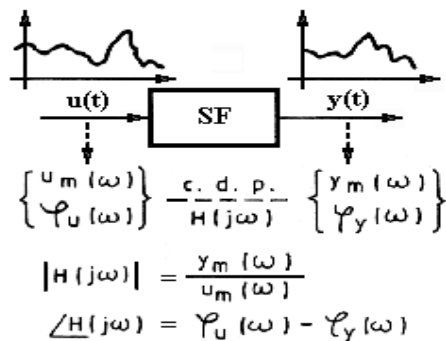 u(t) SF y(t)
{u_m(ω) φ_u(ω)} c. d. p. H(jω) {y_m(ω) φ_y(ω)}
|H(jω)| = y_m(ω) / u_m(ω)
∠H(jω) = φ_u(ω) - φ_y(ω)